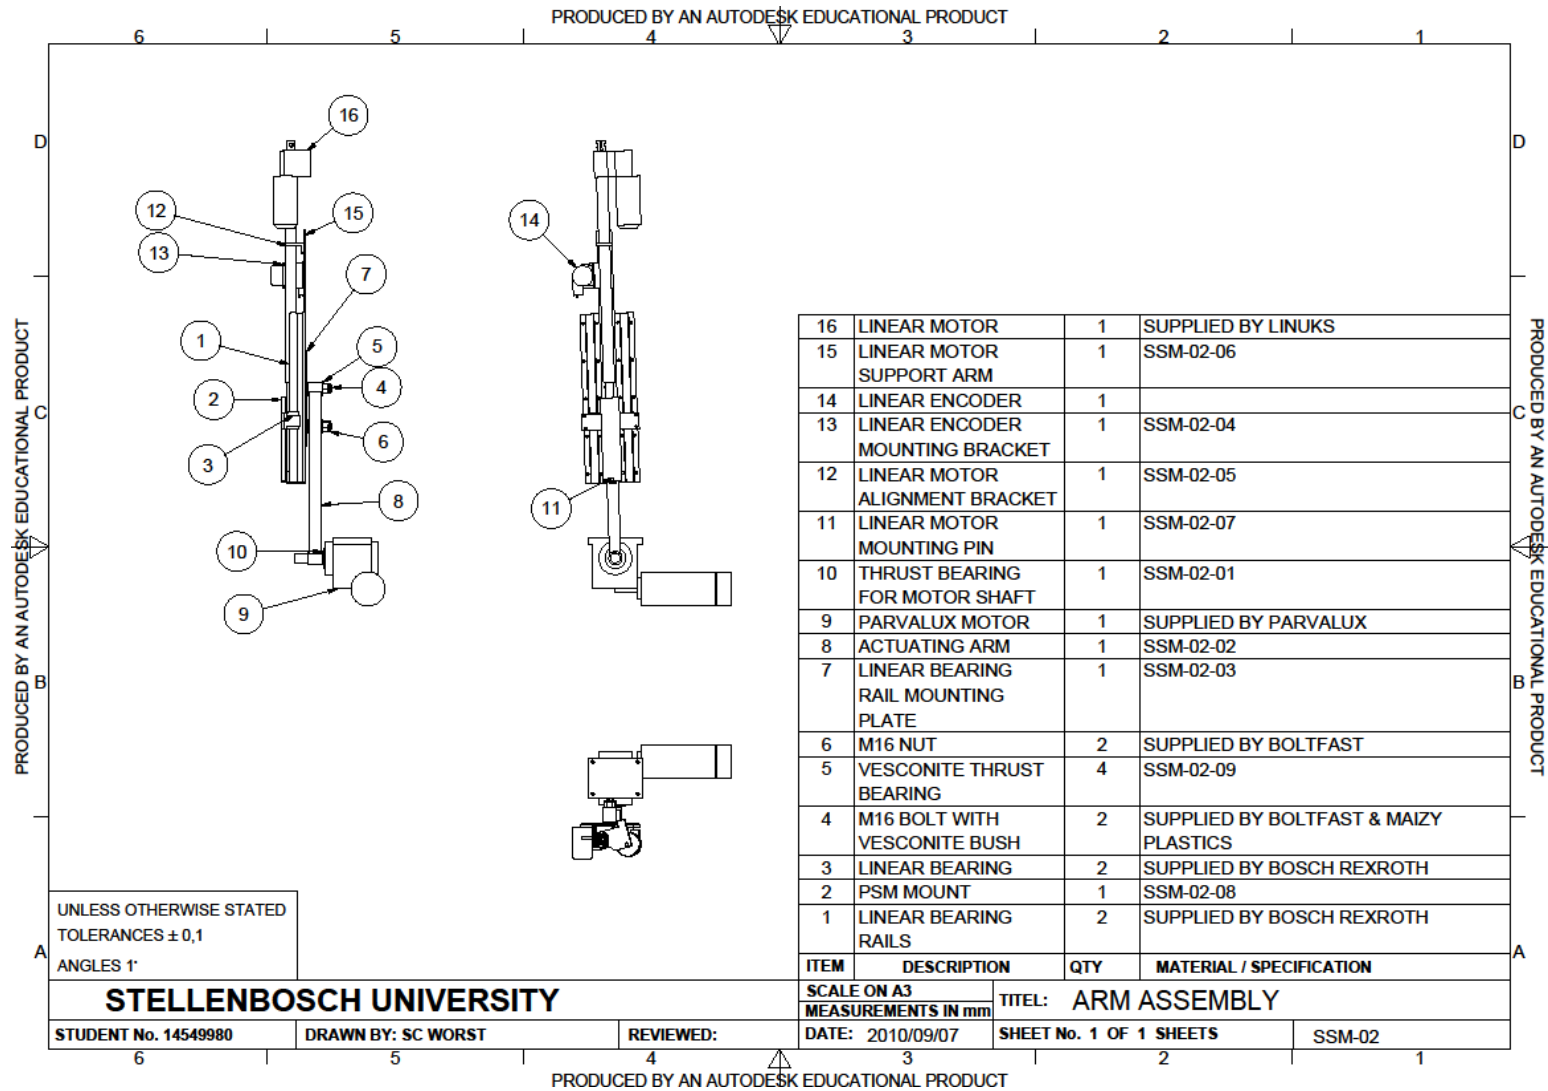 PRODUCED BY AN AUTODESK EDUCATIONAL PRODUCT
6 5 4 3 2 1
D D
C C
B B
A A
PRODUCED BY AN AUTODESK EDUCATIONAL PRODUCT
PRODUCED BY AN AUTODESK EDUCATIONAL PRODUCT
16
12
15
13
14
7
1
5
2
4
6
3
8
11
10
9
16 LINEAR MOTOR 1 SUPPLIED BY LINUKS
15 LINEAR MOTOR 1 SSM-02-06
SUPPORT ARM
14 LINEAR ENCODER 1
13 LINEAR ENCODER 1 SSM-02-04
MOUNTING BRACKET
12 LINEAR MOTOR 1 SSM-02-05
ALIGNMENT BRACKET
11 LINEAR MOTOR 1 SSM-02-07
MOUNTING PIN
10 THRUST BEARING 1 SSM-02-01
FOR MOTOR SHAFT
9 PARVALUX MOTOR 1 SUPPLIED BY PARVALUX
8 ACTUATING ARM 1 SSM-02-02
7 LINEAR BEARING 1 SSM-02-03
RAIL MOUNTING
PLATE
6 M16 NUT 2 SUPPLIED BY BOLTFAST
5 VESCONITE THRUST 4 SSM-02-09
BEARING
4 M16 BOLT WITH 2 SUPPLIED BY BOLTFAST & MAIZY
VESCONITE BUSH PLASTICS
3 LINEAR BEARING 2 SUPPLIED BY BOSCH REXROTH
2 PSM MOUNT 1 SSM-02-08
1 LINEAR BEARING 2 SUPPLIED BY BOSCH REXROTH
RAILS
ITEM DESCRIPTION QTY MATERIAL / SPECIFICATION
UNLESS OTHERWISE STATED
TOLERANCES ± 0,1
ANGLES 1°
STELLENBOSCH UNIVERSITY
SCALE ON A3
MEASUREMENTS IN mm
TITEL: ARM ASSEMBLY
STUDENT No. 14549980 DRAWN BY: SC WORST REVIEWED: DATE: 2010/09/07 SHEET No. 1 OF 1 SHEETS SSM-02
6 5 4 3 2 1
PRODUCED BY AN AUTODESK EDUCATIONAL PRODUCT